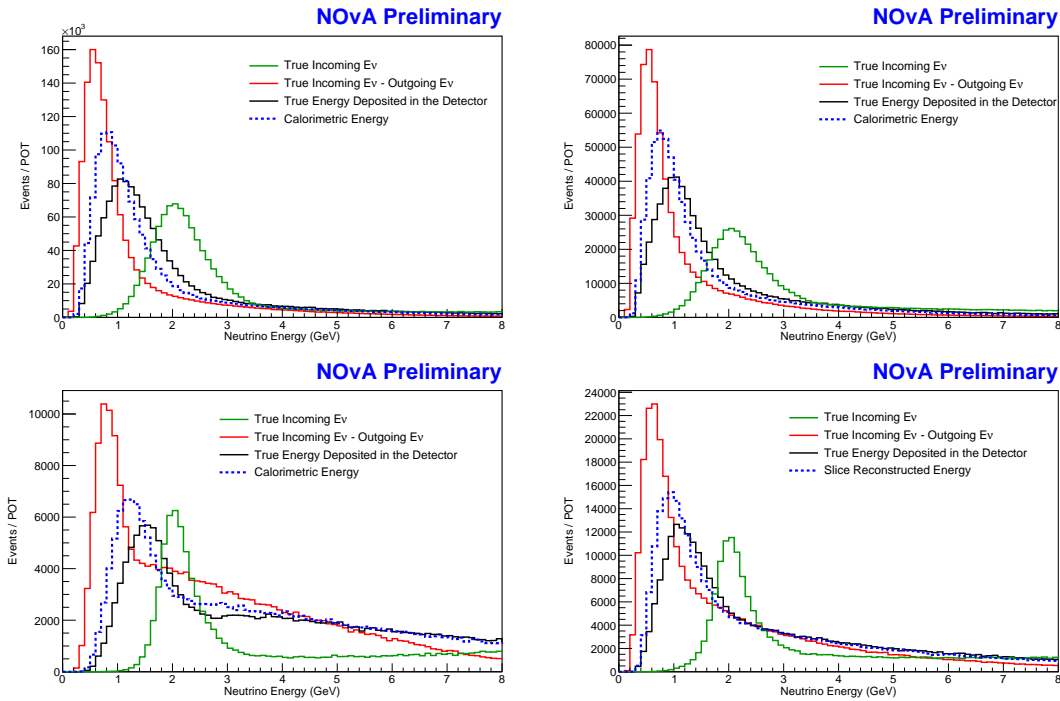 NOvA Preliminary
×10³
160
140
120
100
80
60
40
20
0
Events / POT
True Incoming Eν
True Incoming Eν - Outgoing Eν
True Energy Deposited in the Detector
Calorimetric Energy
0 1 2 3 4 5 6 7 8
Neutrino Energy (GeV)
NOvA Preliminary
80000
70000
60000
50000
40000
30000
20000
10000
0
Events / POT
True Incoming Eν
True Incoming Eν - Outgoing Eν
True Energy Deposited in the Detector
Calorimetric Energy
0 1 2 3 4 5 6 7 8
Neutrino Energy (GeV)
NOvA Preliminary
10000
8000
6000
4000
2000
0
Events / POT
True Incoming Eν
True Incoming Eν - Outgoing Eν
True Energy Deposited in the Detector
Calorimetric Energy
0 1 2 3 4 5 6 7 8
Neutrino Energy (GeV)
NOvA Preliminary
24000
22000
20000
18000
16000
14000
12000
10000
8000
6000
4000
2000
0
Events / POT
True Incoming Eν
True Incoming Eν - Outgoing Eν
True Energy Deposited in the Detector
Slice Reconstructed Energy
0 1 2 3 4 5 6 7 8
Neutrino Energy (GeV)